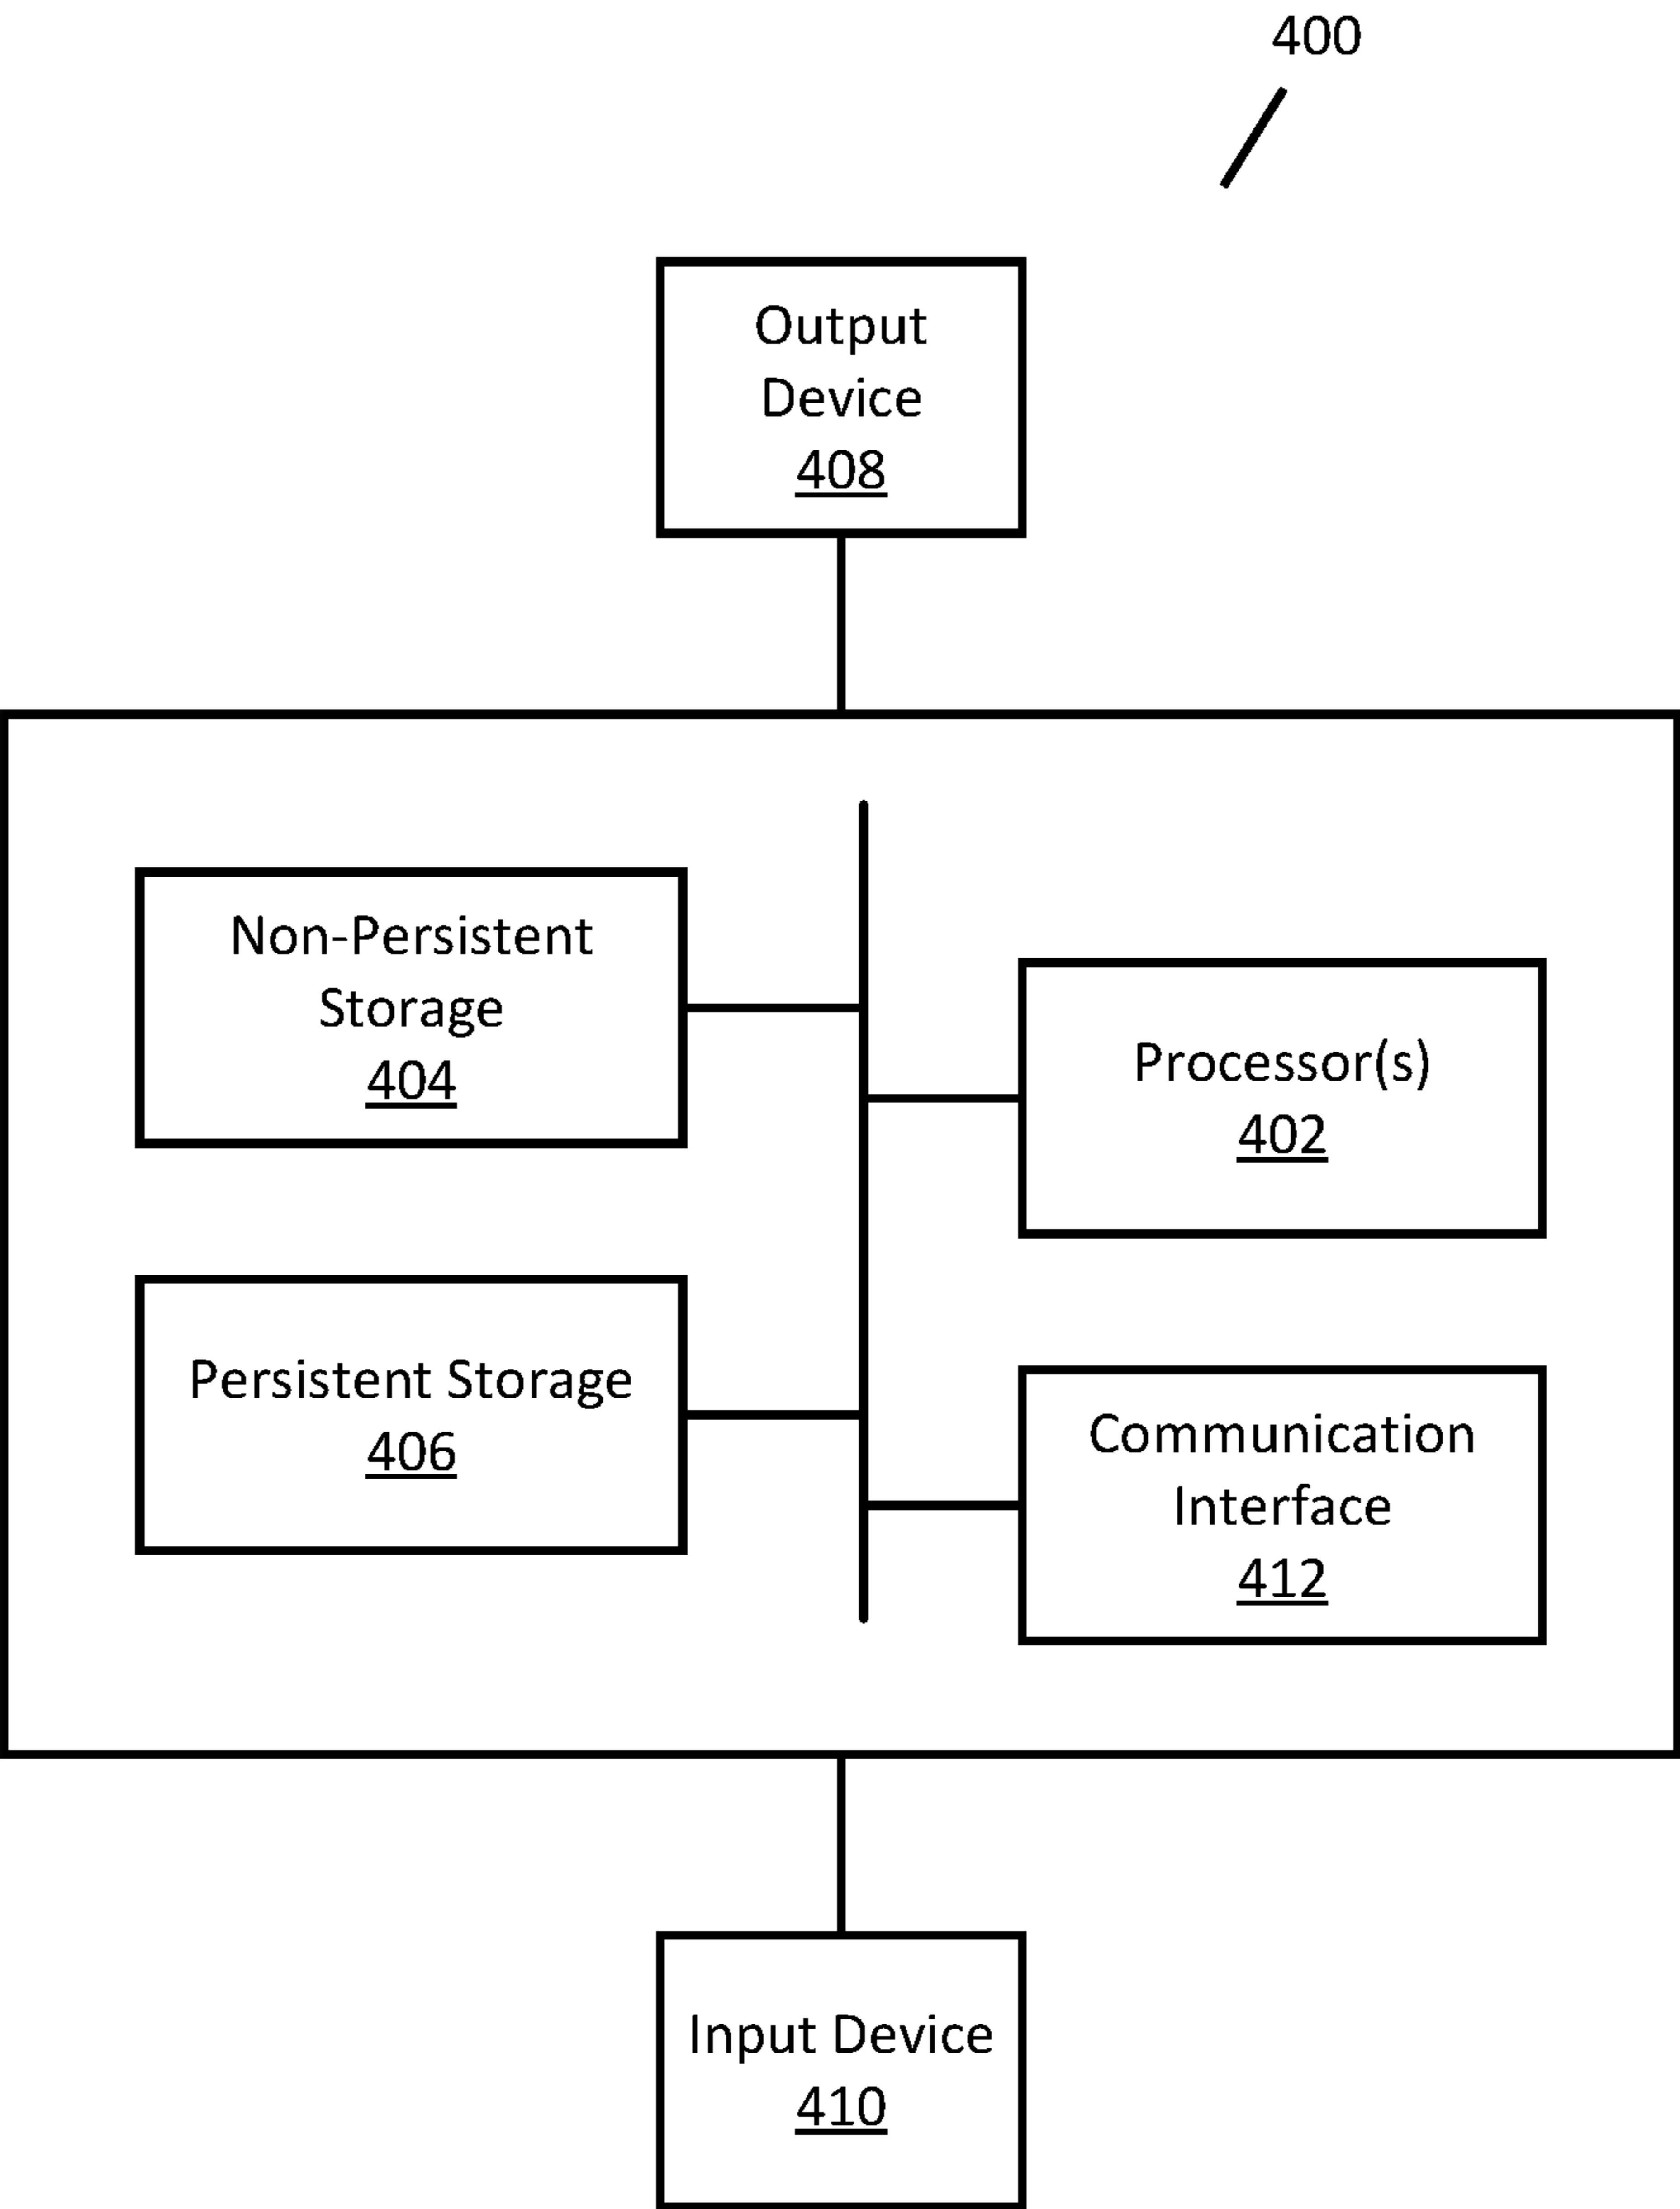 400
Output
Device
408
Non-Persistent
Storage
404
Processor(s)
402
Persistent Storage
406
Communication
Interface
412
Input Device
410